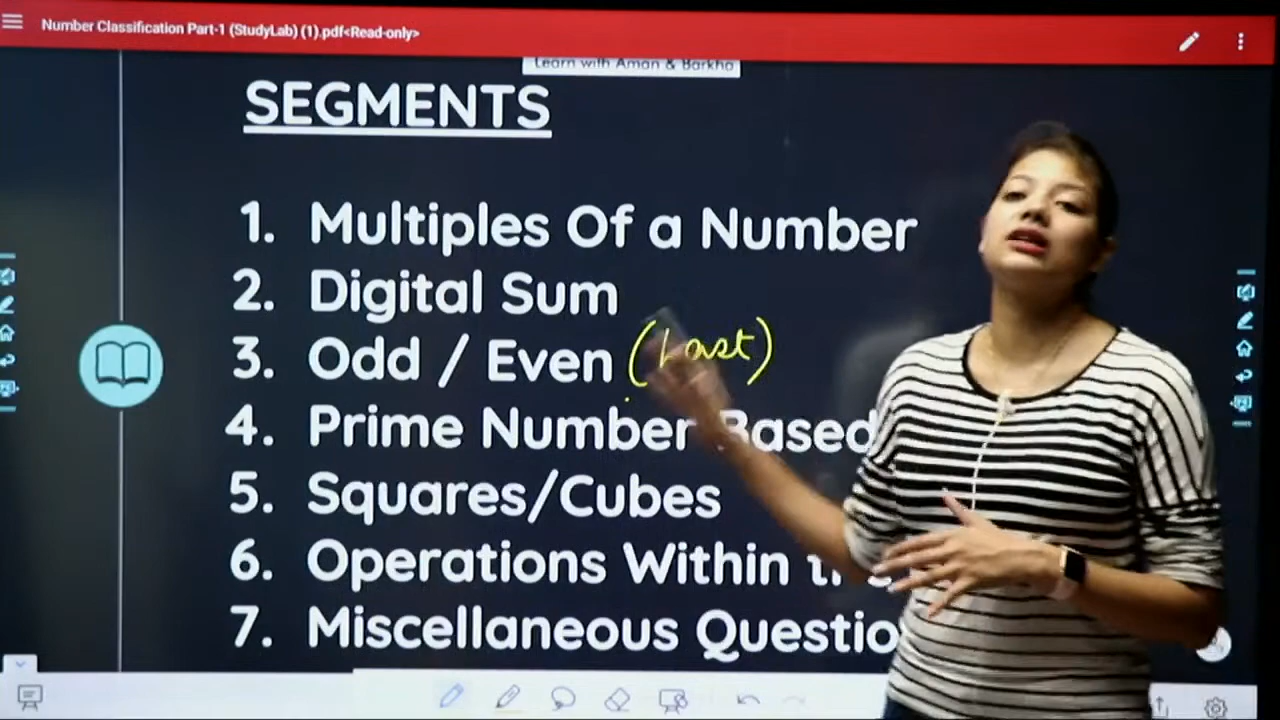 Number Classification Part-1 (StudyLab) (1).pdf<Read-only>
Learn with Aman & Barkha
SEGMENTS
1. Multiples Of a Number
2. Digital Sum
3. Odd / Even (Last)
4. Prime Number Based
5. Squares/Cubes
6. Operations Within
7. Miscellaneous